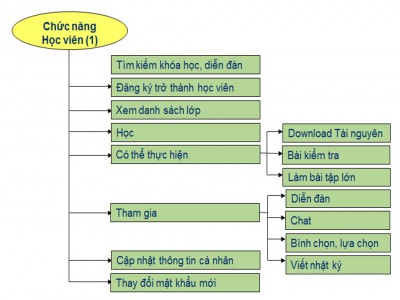 Chức năng
Học viên (1)
Tìm kiếm khóa học, diễn đàn
Đăng ký trở thành học viên
Xem danh sách lớp
Học
Có thể thực hiện
Download Tài nguyên
Bài kiểm tra
Làm bài tập lớn
Tham gia
Diễn đàn
Chat
Bình chọn, lựa chọn
Viết nhật ký
Cập nhật thông tin cá nhân
Thay đổi mật khẩu mới